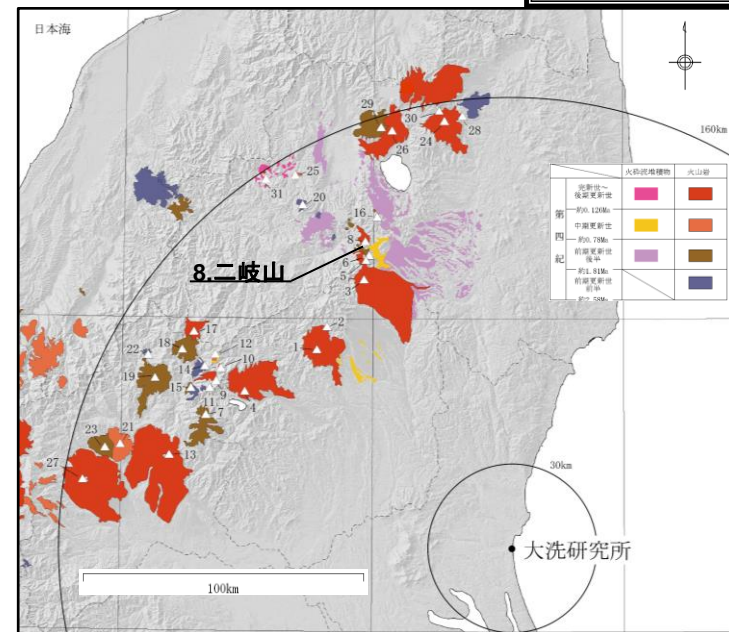 日本海
160km
29
30
24
28
26
25
31
20
16
8
6
5
3
8.二岐山
火砕流堆積物
火山岩
第四紀
完新世～
後期更新世
約0.126Ma
中期更新世
約0.78Ma
前期更新世
後半
約1.81Ma
前期更新世
前半
約2.58Ma
17
2
18
12
1
22
14
10
19
15
9
4
11
7
21
23
13
27
30km
大洗研究所
100km